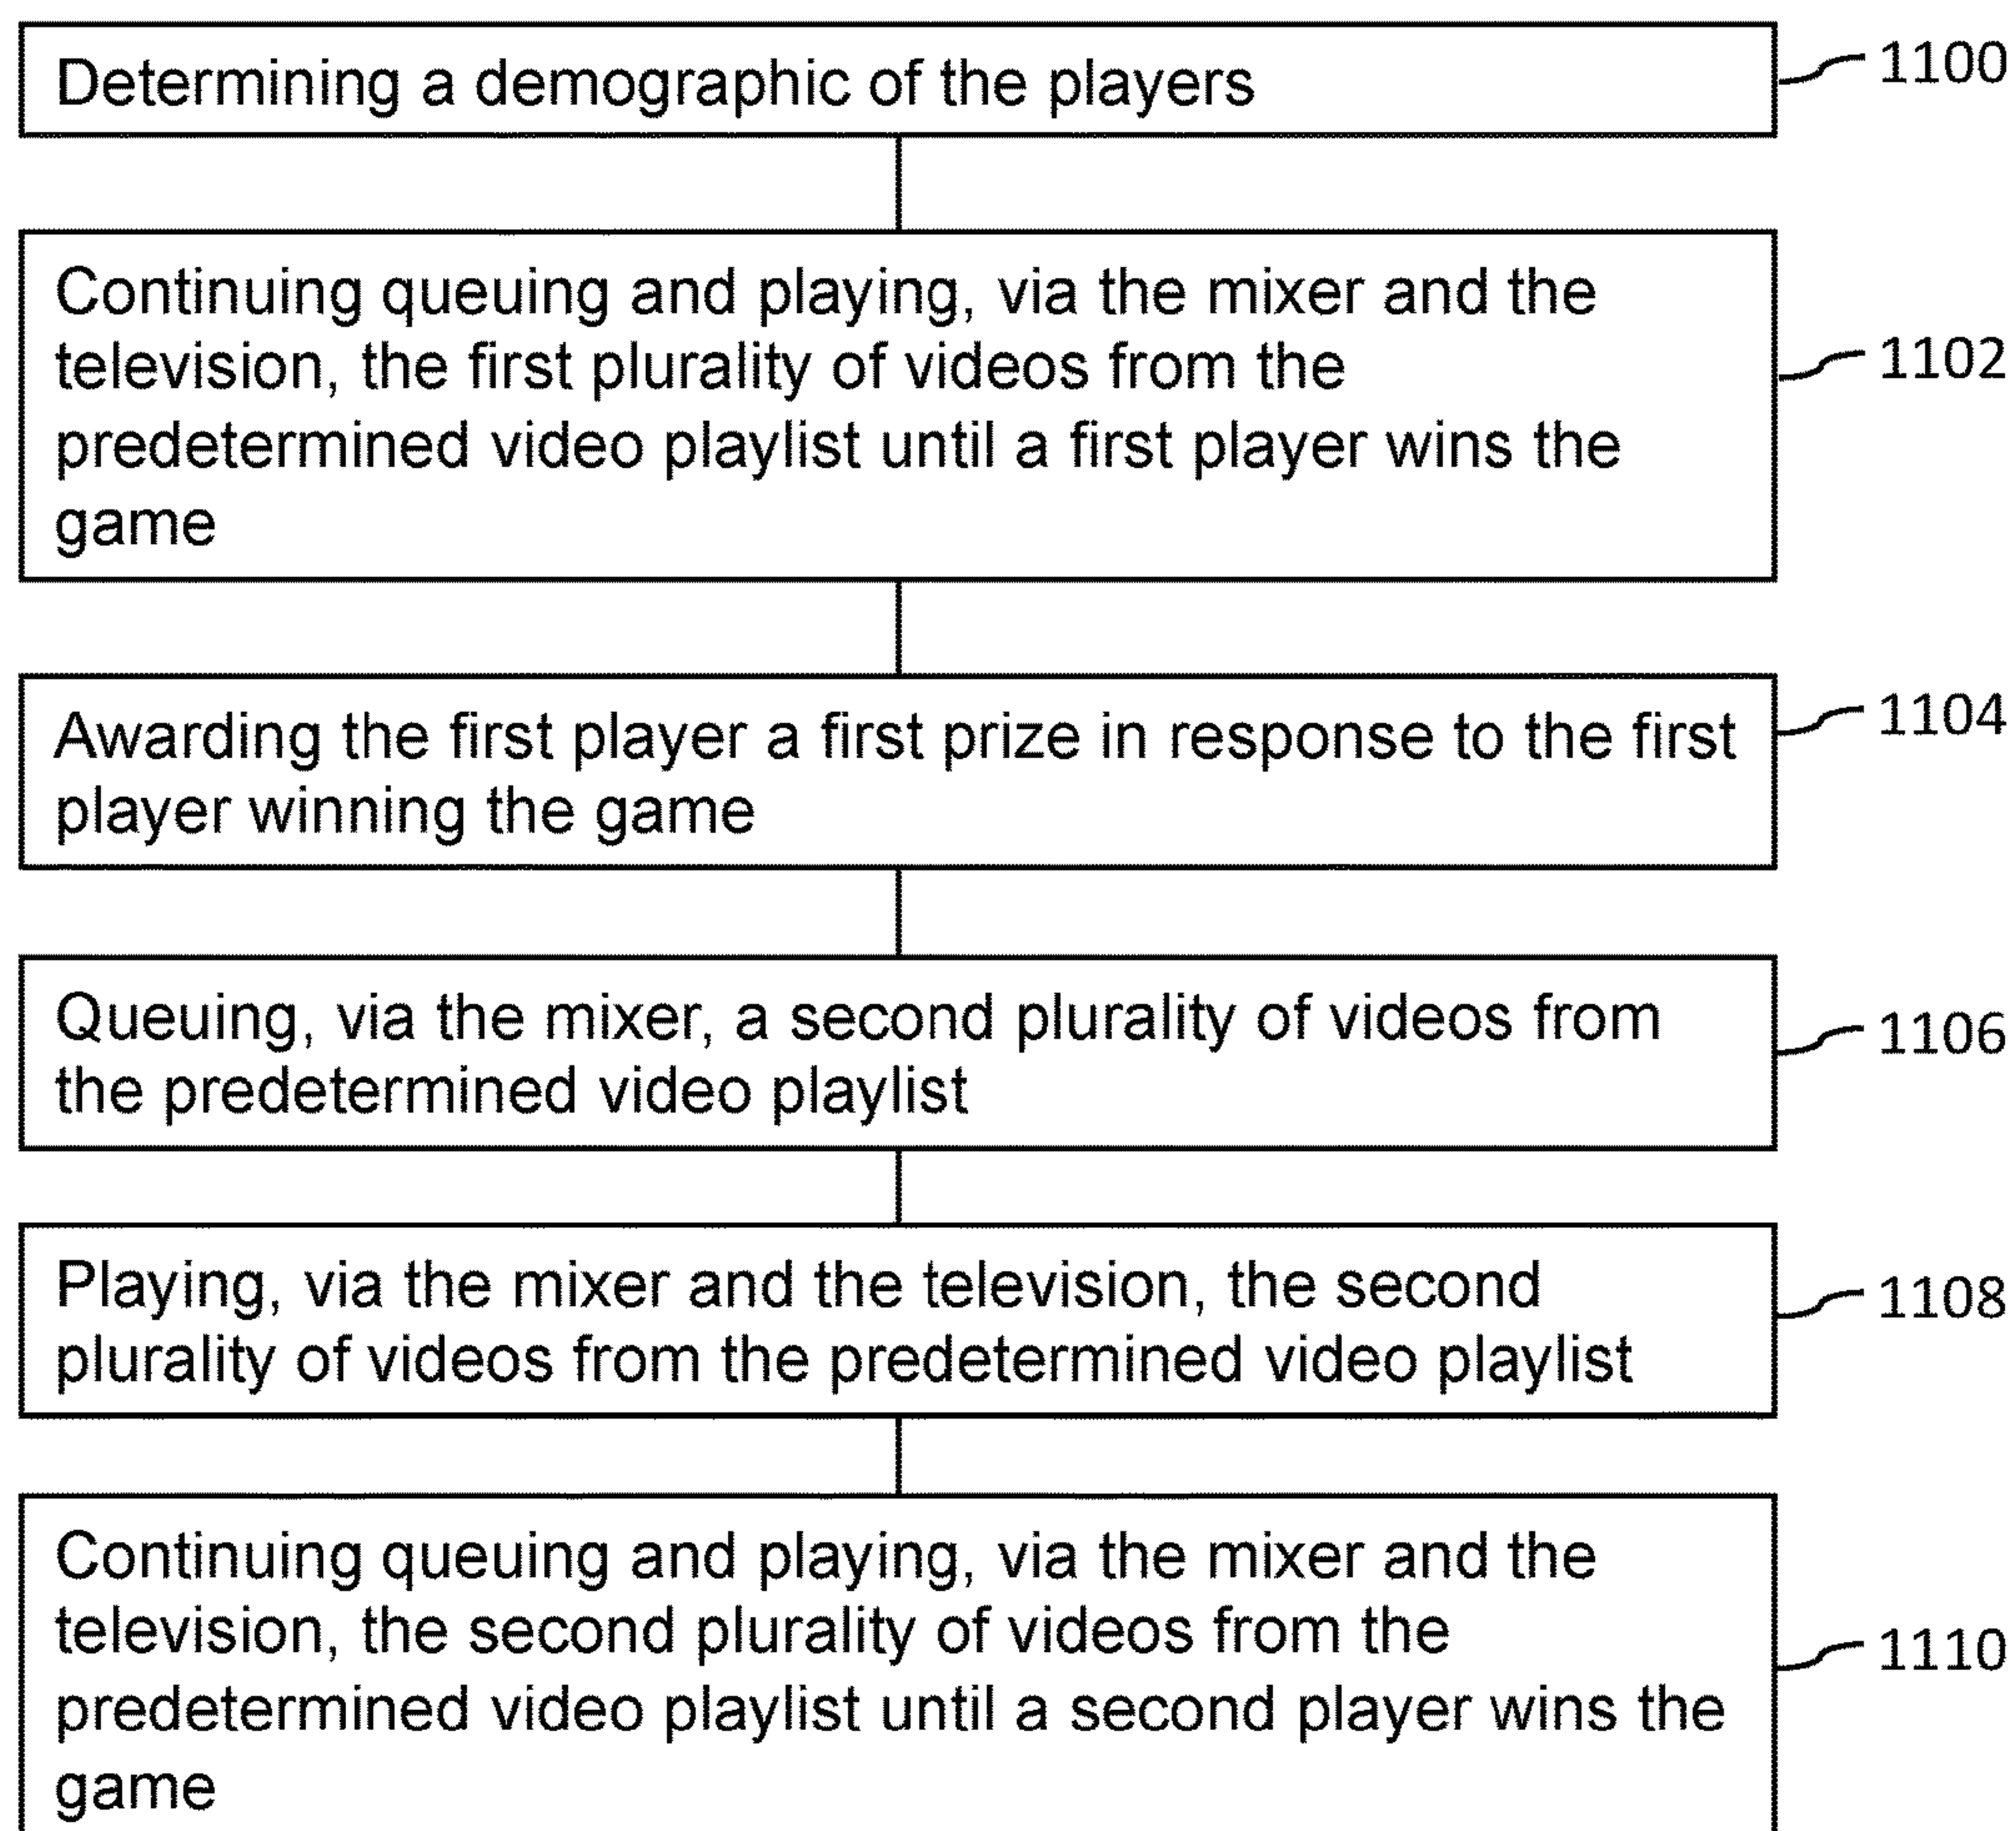 Determining a demographic of the players
1100
Continuing queuing and playing, via the mixer and the
television, the first plurality of videos from the
predetermined video playlist until a first player wins the
game
1102
Awarding the first player a first prize in response to the first
player winning the game
1104
Queuing, via the mixer, a second plurality of videos from
the predetermined video playlist
1106
Playing, via the mixer and the television, the second
plurality of videos from the predetermined video playlist
1108
Continuing queuing and playing, via the mixer and the
television, the second plurality of videos from the
predetermined video playlist until a second player wins the
game
1110